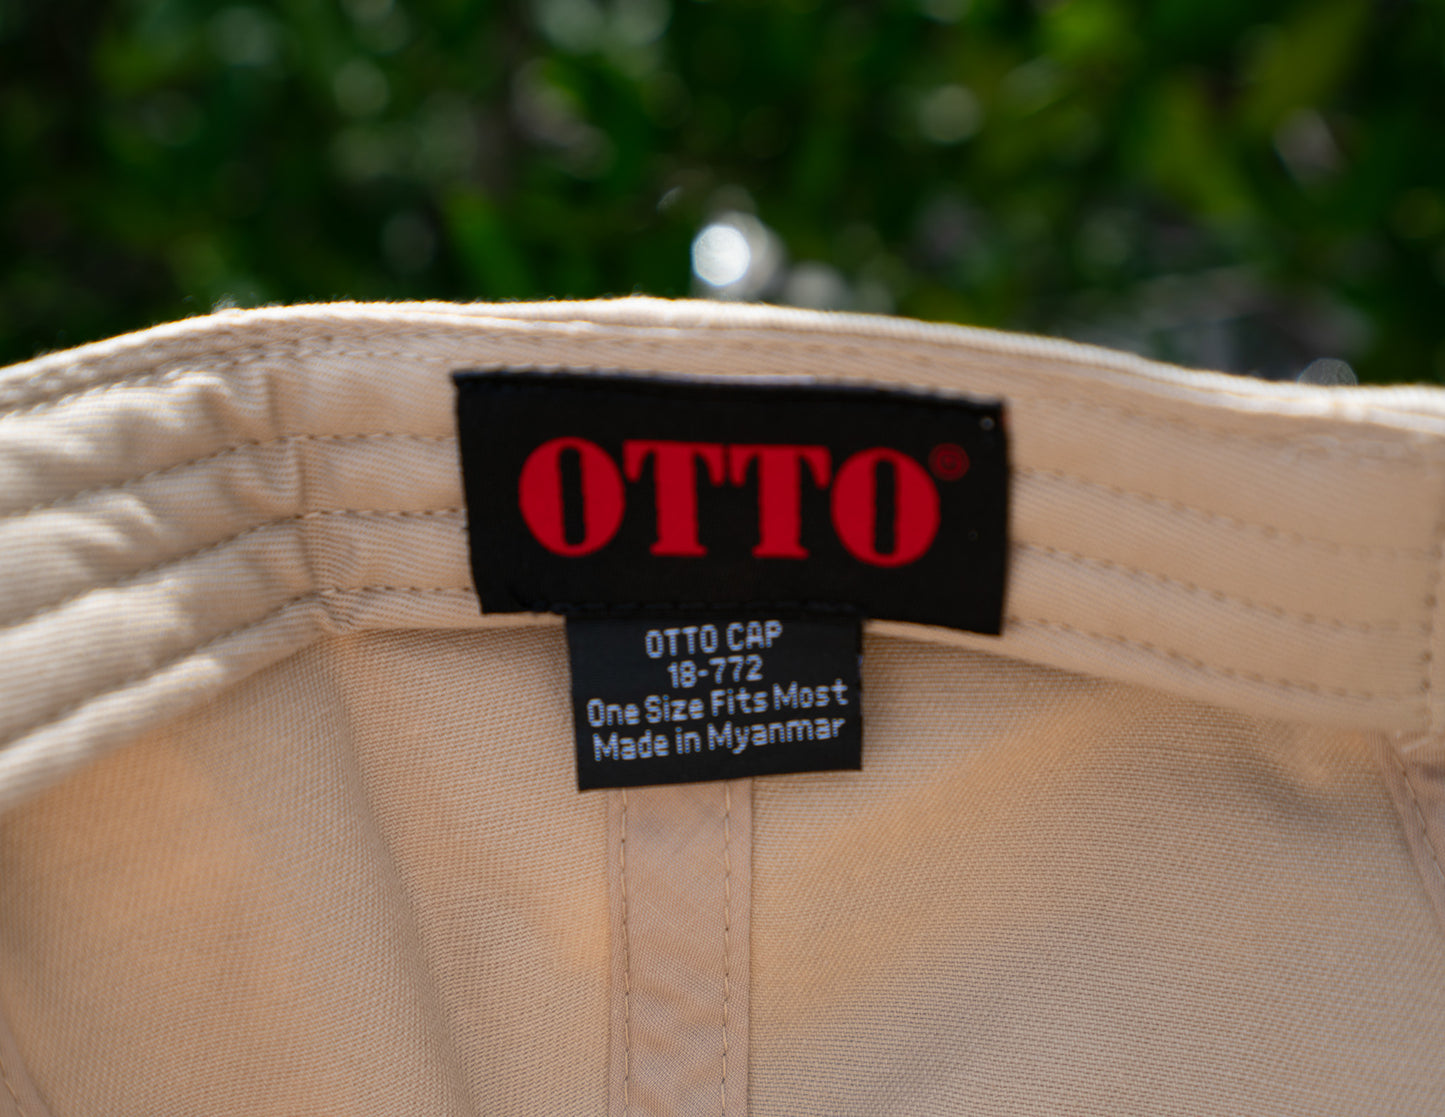 OTTO®
OTTO CAP
18-772
One Size Fits Most
Made in Myanmar